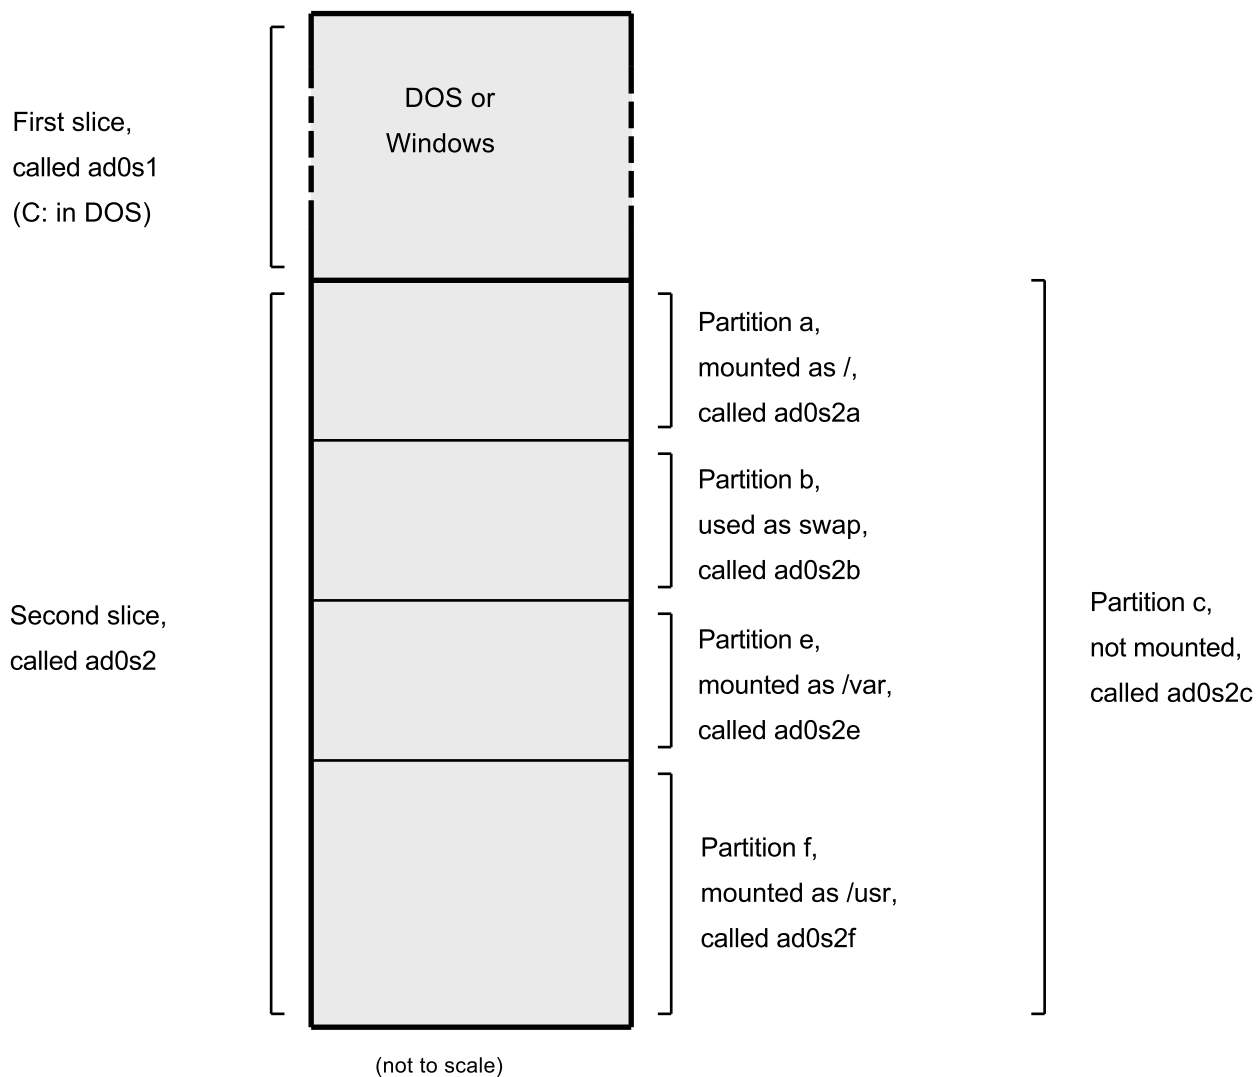 DOS or
Windows
First slice,
called ad0s1
(C: in DOS)
Partition a,
mounted as /,
called ad0s2a
Partition b,
used as swap,
called ad0s2b
Second slice,
called ad0s2
Partition e,
mounted as /var,
called ad0s2e
Partition c,
not mounted,
called ad0s2c
Partition f,
mounted as /usr,
called ad0s2f
(not to scale)